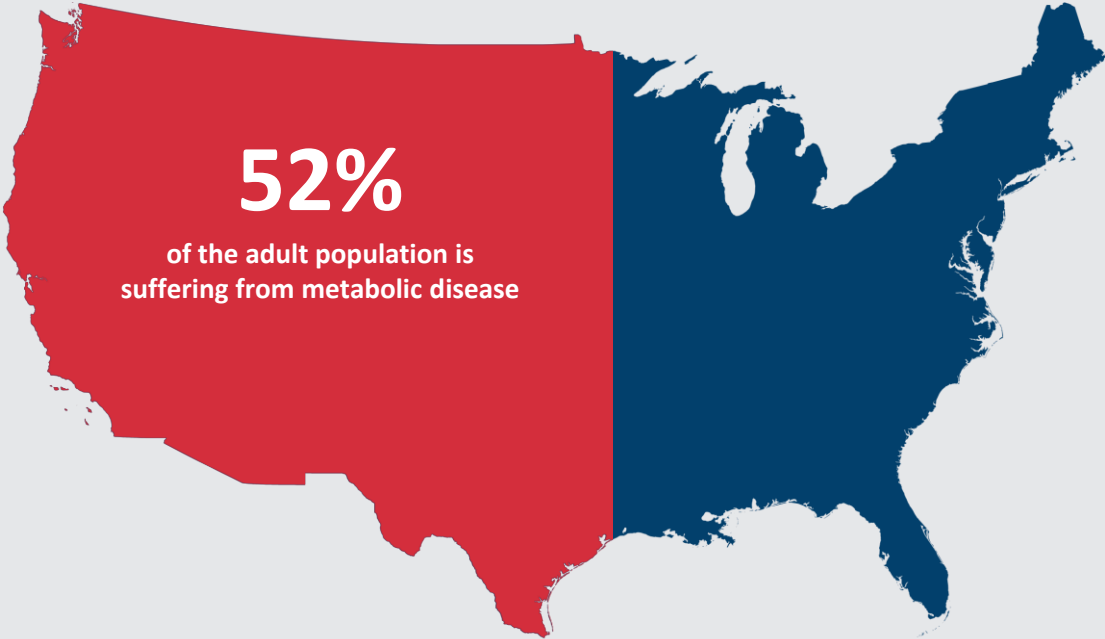 52%
of the adult population is
suffering from metabolic disease